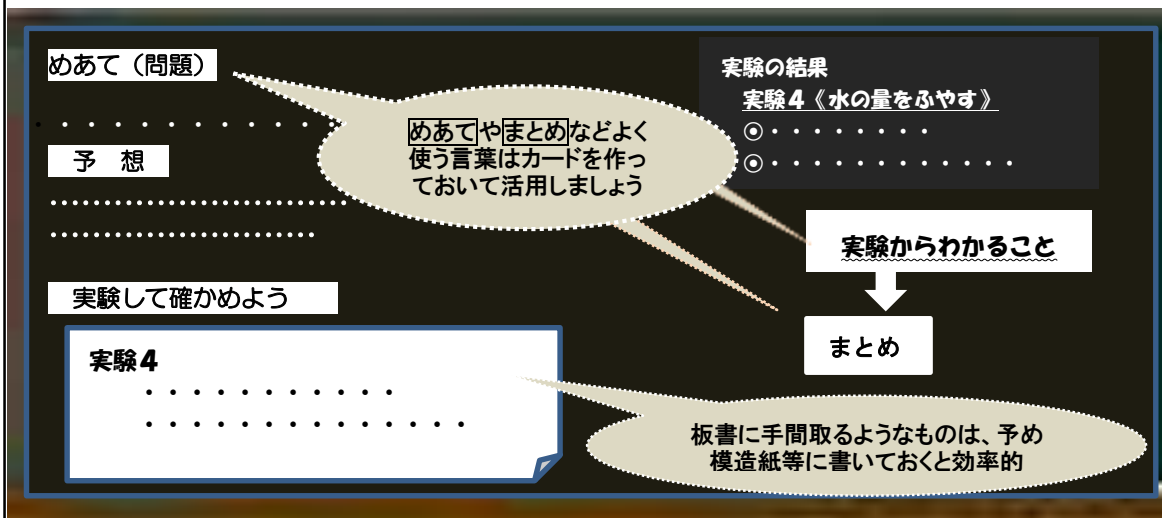 めあて（問題）
・・・・・・・・・・・・・
予 想
・・・・・・・・・・・・・・・・・・・・・・・・・・・・
・・・・・・・・・・・・・・・・・・・・・・・・・
実験して確かめよう
実験4
・・・・・・・・・・・
・・・・・・・・・・・・・・
めあてやまとめなどよく
使う言葉はカードを作っ
ておいて活用しましょう
実験の結果
実験4《水の量をふやす》
◉・・・・・・・・
◉・・・・・・・・・・・・・
実験からわかること
まとめ
板書に手間取るようなものは、予め
模造紙等に書いておくと効率的